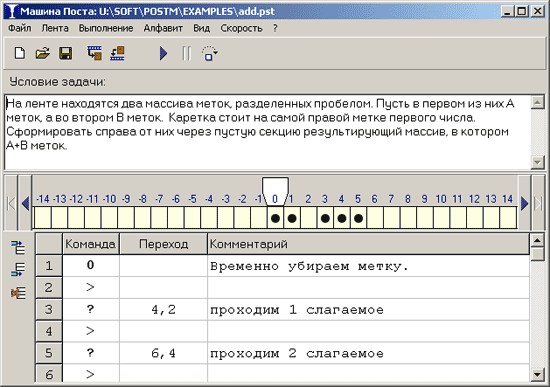 Машина Поста: U:\SOFT\POSTM\EXAMPLES\add.pst
Файл Лента Выполнение Алфавит Вид Скорость ?
Условие задачи:
На ленте находятся два массива меток, разделенных пробелом. Пусть в первом из них А
меток, а во втором В меток. Каретка стоит на самой правой метке первого числа.
Сформировать справа от них через пустую секцию результирующий массив, в котором
А+В меток.
-14 -13 -12 -11 -10 -9 -8 -7 -6 -5 -4 -3 -2 -1 0 1 2 3 4 5 6 7 8 9 10 11 12 13 14
Команда Переход Комментарий
1 0 Временно убираем метку.
2 >
3 ? 4,2 проходим 1 слагаемое
4 >
5 ? 6,4 проходим 2 слагаемое
6 >